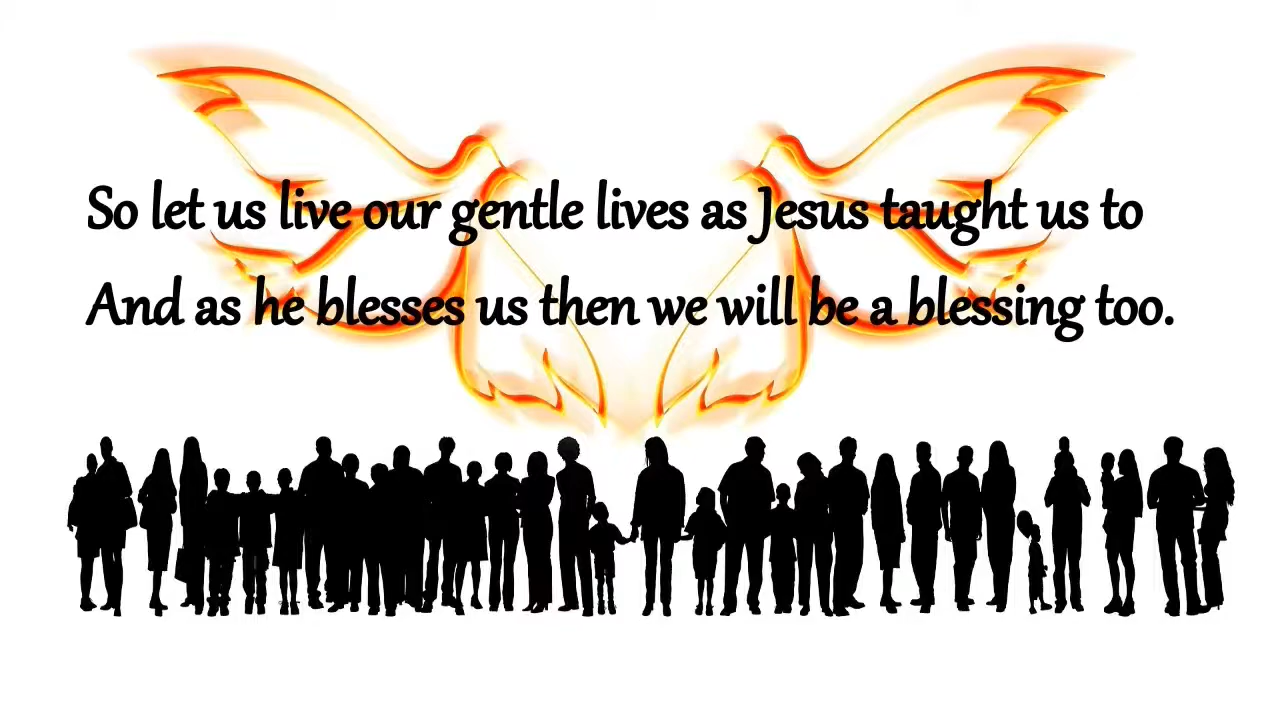 So let us live our gentle lives as Jesus taught us to
And as he blesses us then we will be a blessing too.